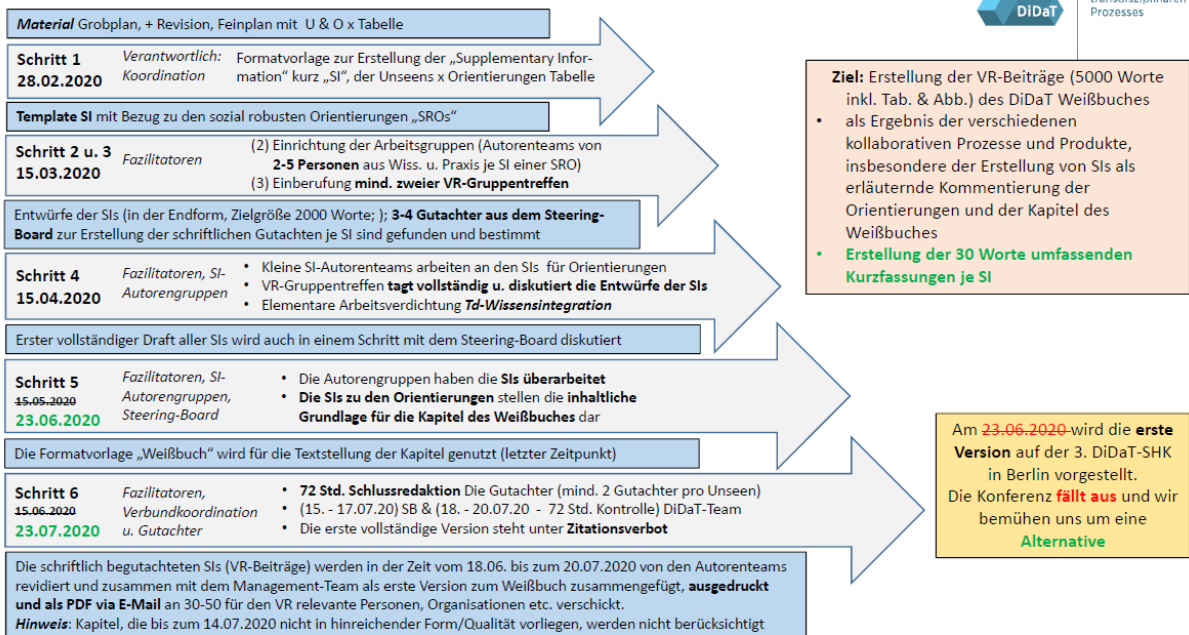 transdisziplinären
Prozesses
DiDaT
Material Grobplan, + Revision, Feinplan mit U & O x Tabelle
Schritt 1
28.02.2020
Verantwortlich:
Koordination
Formatvorlage zur Erstellung der „Supplementary Infor-
mation“ kurz „SI“, der Unseens x Orientierungen Tabelle
Template SI mit Bezug zu den sozial robusten Orientierungen „SROs“
Schritt 2 u. 3
15.03.2020
Fazilitatoren
(2) Einrichtung der Arbeitsgruppen (Autorenteams von
2-5 Personen aus Wiss. u. Praxis je SI einer SRO)
(3) Einberufung mind. zweier VR-Gruppentreffen
Entwürfe der SIs (in der Endform, Zielgröße 2000 Worte; ); 3-4 Gutachter aus dem Steering-
Board zur Erstellung der schriftlichen Gutachten je SI sind gefunden und bestimmt
Schritt 4
15.04.2020
Fazilitatoren, SI-
Autorengruppen
• Kleine SI-Autorenteams arbeiten an den SIs für Orientierungen
• VR-Gruppentreffen tagt vollständig u. diskutiert die Entwürfe der SIs
• Elementare Arbeitsverdichtung Td-Wissensintegration
Erster vollständiger Draft aller SIs wird auch in einem Schritt mit dem Steering-Board diskutiert
Schritt 5
15.05.2020
23.06.2020
Fazilitatoren, SI-
Autorengruppen,
Steering-Board
• Die Autorengruppen haben die SIs überarbeitet
• Die SIs zu den Orientierungen stellen die inhaltliche
Grundlage für die Kapitel des Weißbuches dar
Die Formatvorlage „Weißbuch“ wird für die Textstellung der Kapitel genutzt (letzter Zeitpunkt)
Schritt 6
15.06.2020
23.07.2020
Fazilitatoren,
Verbundkoordination
u. Gutachter
• 72 Std. Schlussredaktion Die Gutachter (mind. 2 Gutachter pro Unseen)
• (15. - 17.07.20) SB & (18. - 20.07.20 - 72 Std. Kontrolle) DiDaT-Team
• Die erste vollständige Version steht unter Zitationsverbot
Die schriftlich begutachteten SIs (VR-Beiträge) werden in der Zeit vom 18.06. bis zum 20.07.2020 von den Autorenteams
revidiert und zusammen mit dem Management-Team als erste Version zum Weißbuch zusammengefügt, ausgedruckt
und als PDF via E-Mail an 30-50 für den VR relevante Personen, Organisationen etc. verschickt.
Hinweis: Kapitel, die bis zum 14.07.2020 nicht in hinreichender Form/Qualität vorliegen, werden nicht berücksichtigt
Ziel: Erstellung der VR-Beiträge (5000 Worte
inkl. Tab. & Abb.) des DiDaT Weißbuches
• als Ergebnis der verschiedenen
kollaborativen Prozesse und Produkte,
insbesondere der Erstellung von SIs als
erläuternde Kommentierung der
Orientierungen und der Kapitel des
Weißbuches
• Erstellung der 30 Worte umfassenden
Kurzfassungen je SI
Am 23.06.2020 wird die erste
Version auf der 3. DiDaT-SHK
in Berlin vorgestellt.
Die Konferenz fällt aus und wir
bemühen uns um eine
Alternative